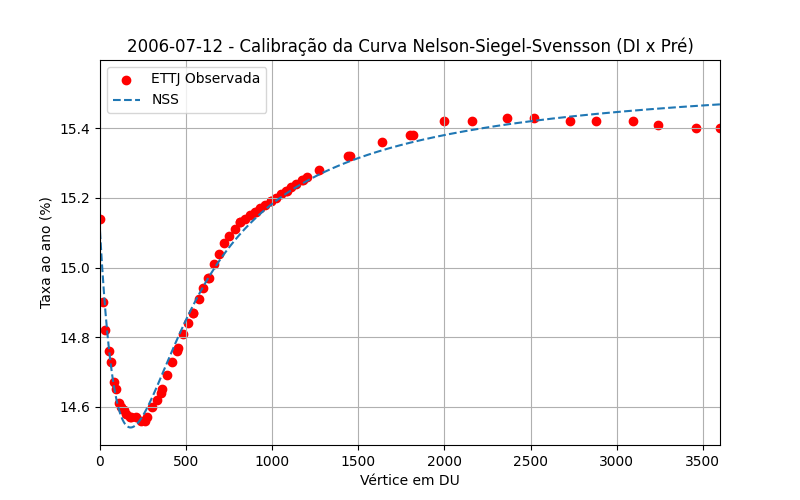 2006-07-12 - Calibração da Curva Nelson-Siegel-Svensson (DI x Pré)
ETTJ Observada
NSS
Taxa ao ano (%)
15.4
15.2
15.0
14.8
14.6
0 500 1000 1500 2000 2500 3000 3500
Vértice em DU